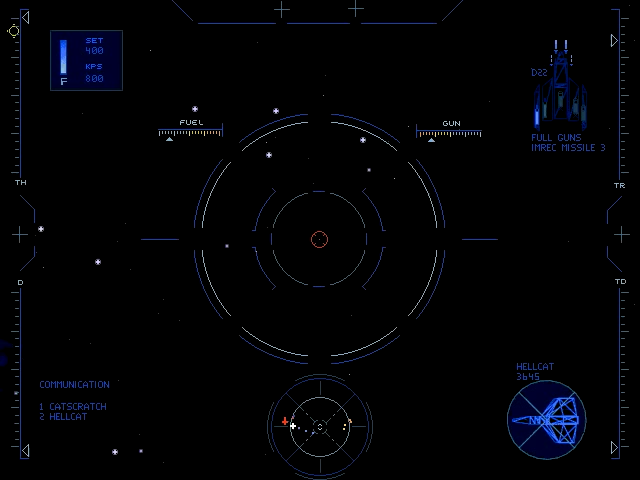 SET
400
KPS
800
F
FUEL
GUN
D22
FULL GUNS
IMREC MISSILE 3
TH
TR
D
TD
HELLCAT
3645
COMMUNICATION
1 CATSCRATCH
2 HELLCAT